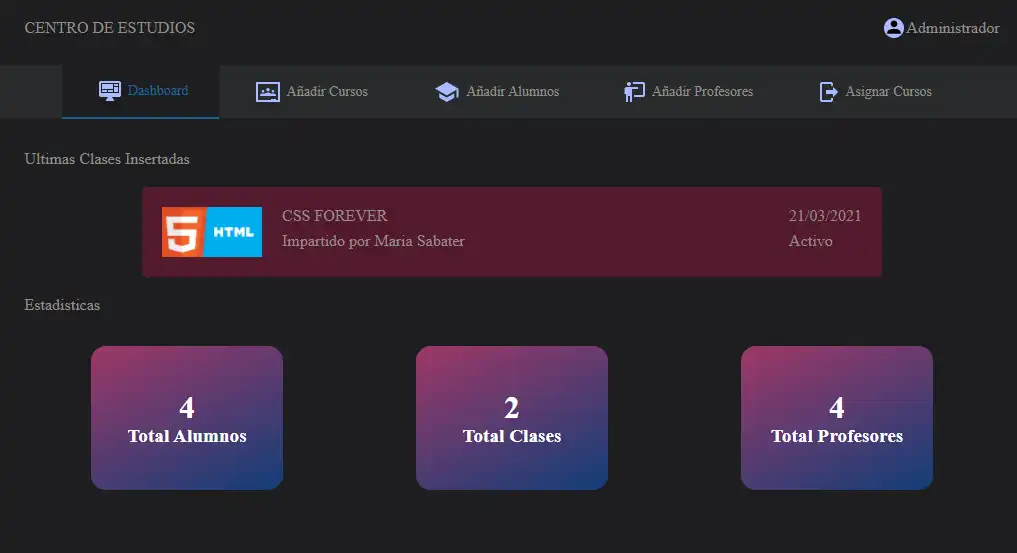 CENTRO DE ESTUDIOS
Administrador
Dashboard
Añadir Cursos
Añadir Alumnos
Añadir Profesores
Asignar Cursos
Ultimas Clases Insertadas
5 HTML
CSS FOREVER
21/03/2021
Impartido por Maria Sabater
Activo
Estadisticas
4
Total Alumnos
2
Total Clases
4
Total Profesores